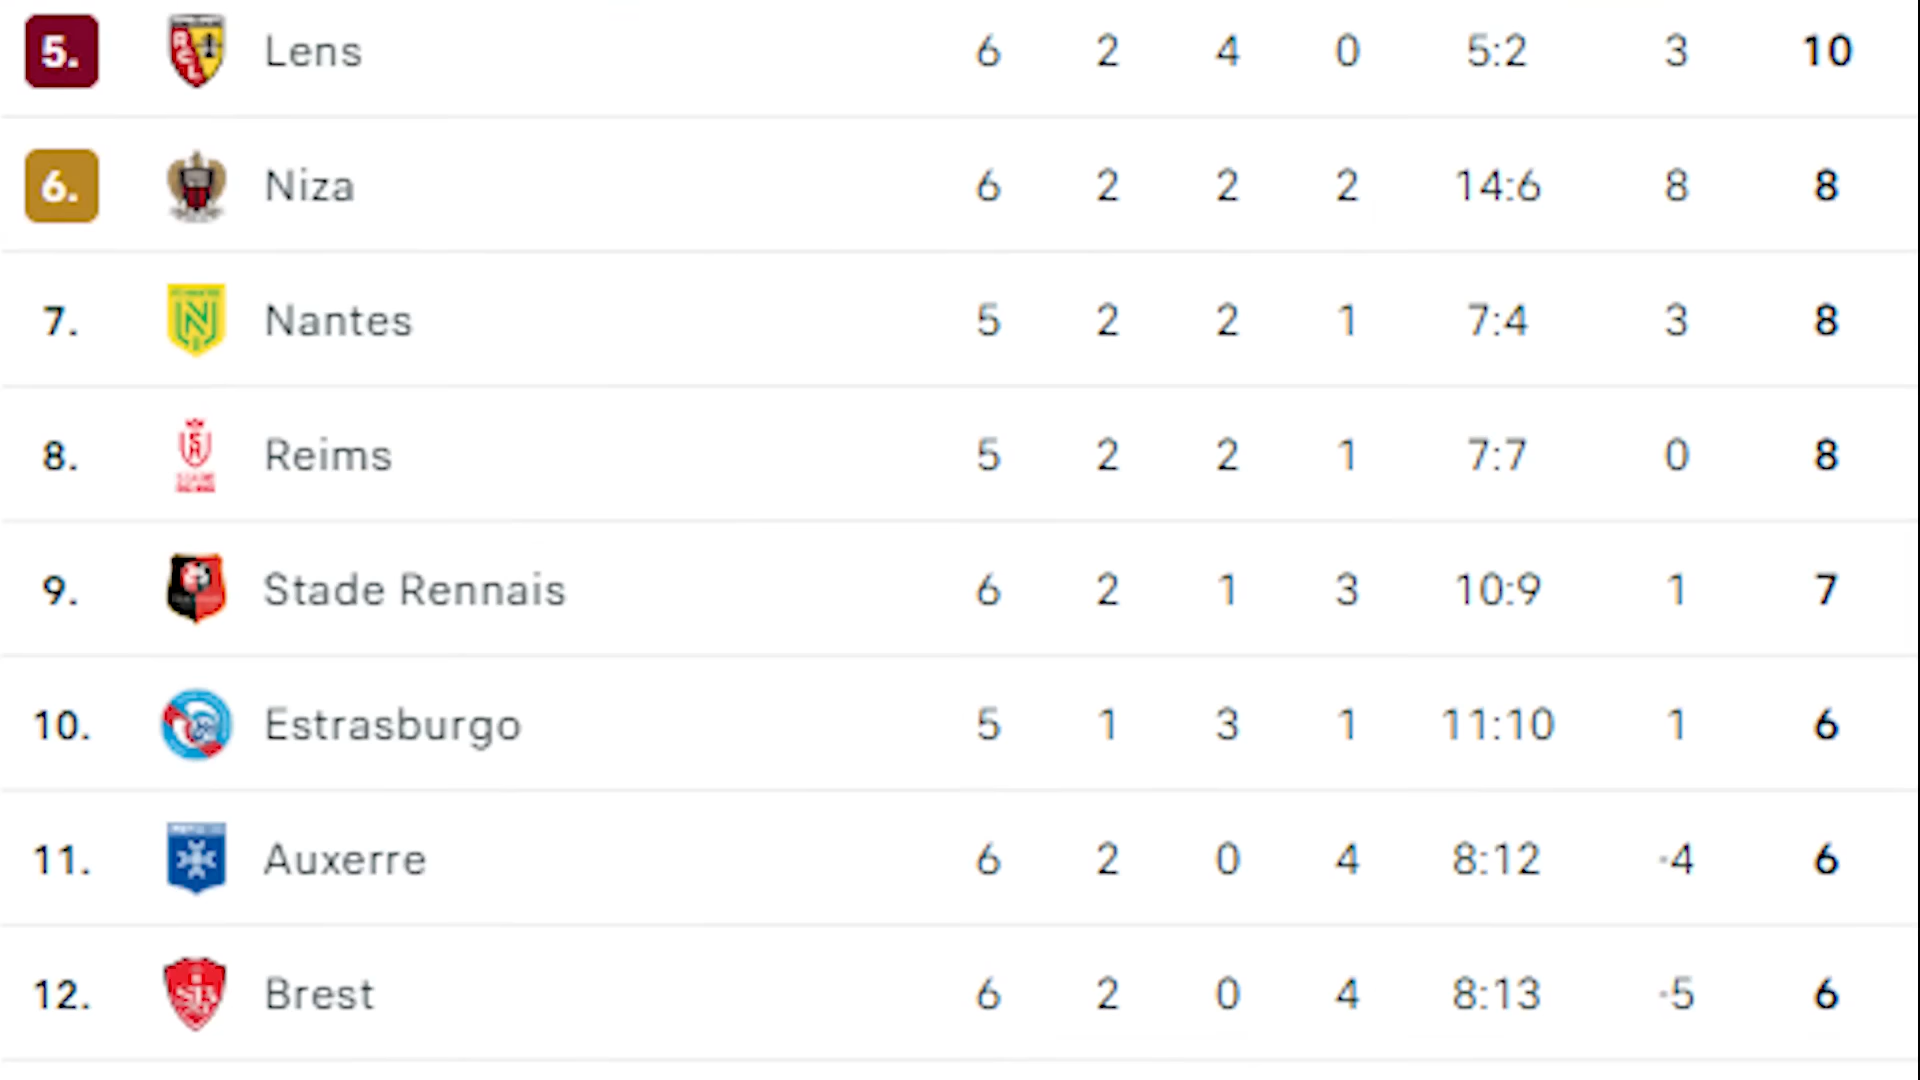 5. Lens 6 2 4 0 5:2 3 10
6. Niza 6 2 2 2 14:6 8 8
7. Nantes 5 2 2 1 7:4 3 8
8. Reims 5 2 2 1 7:7 0 8
9. Stade Rennais 6 2 1 3 10:9 1 7
10. Estrasburgo 5 1 3 1 11:10 1 6
11. Auxerre 6 2 0 4 8:12 -4 6
12. Brest 6 2 0 4 8:13 -5 6